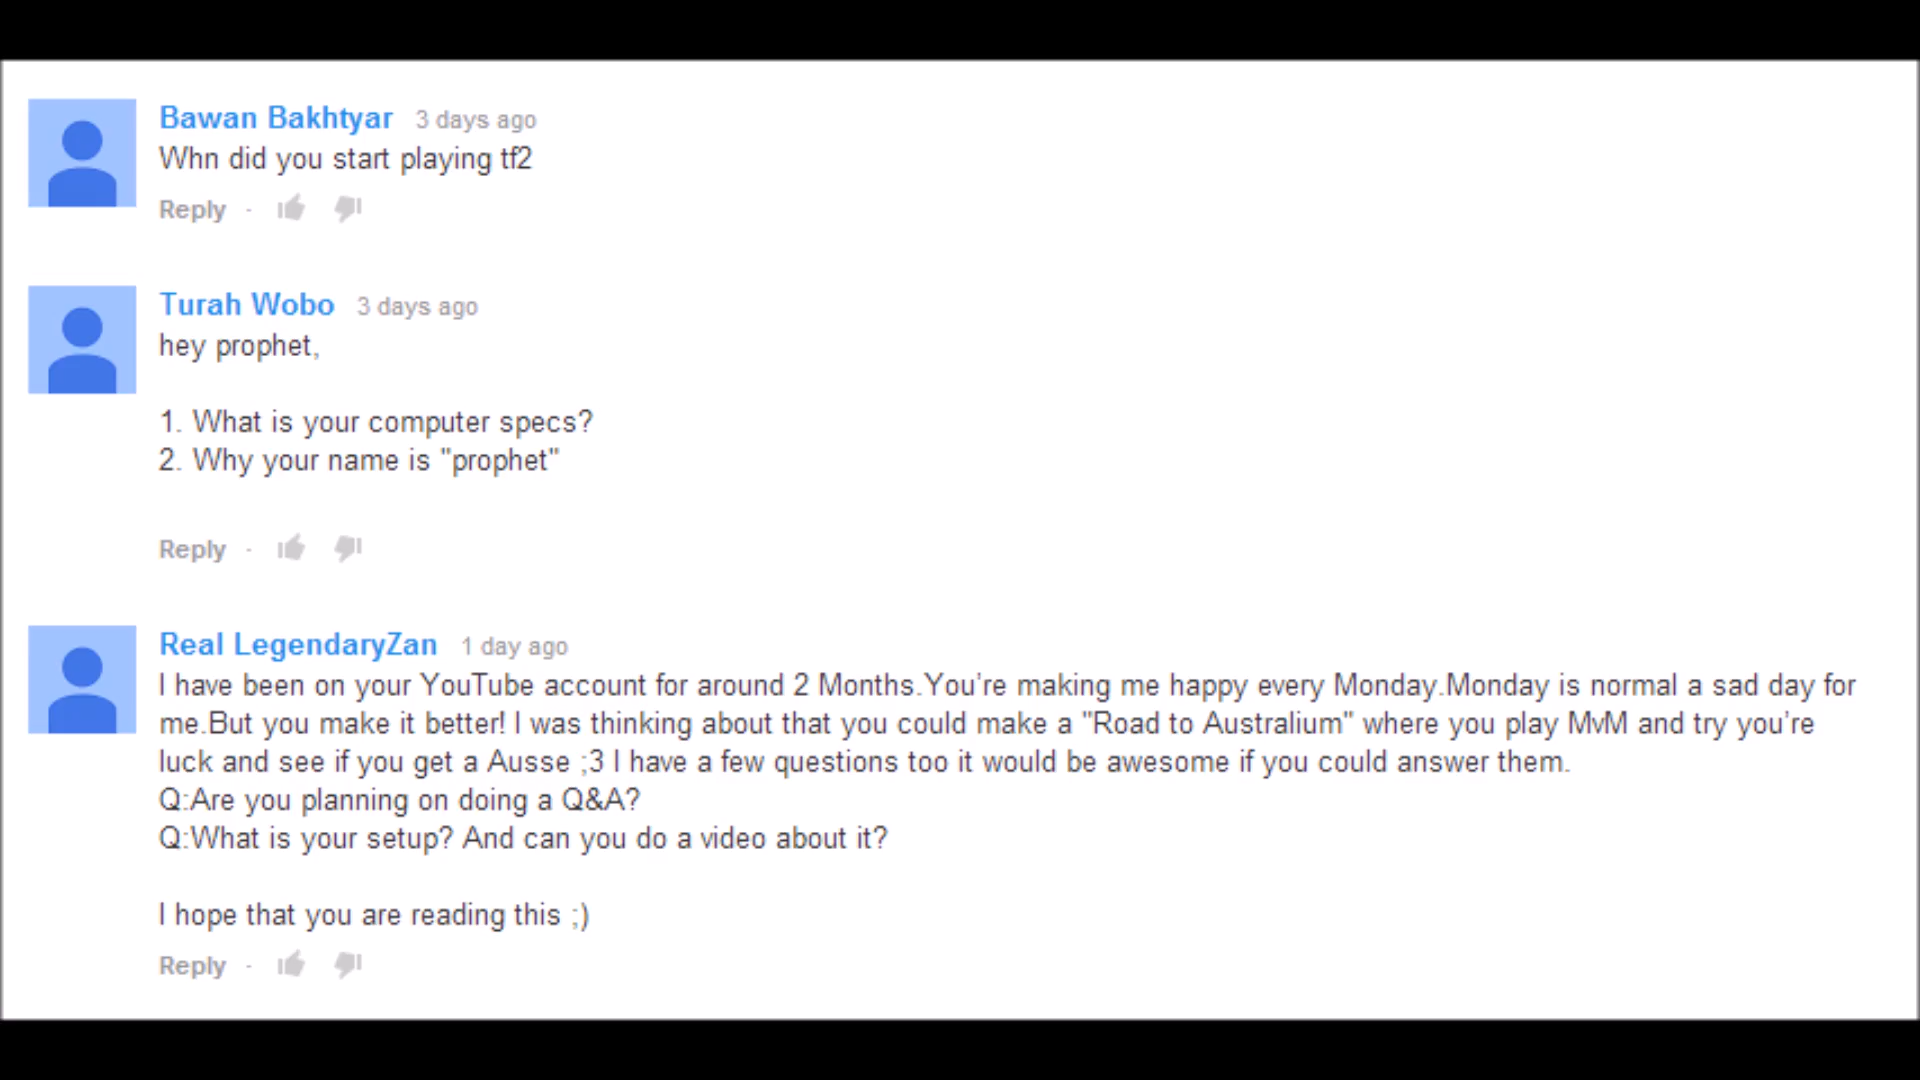 Bawan Bakhtyar 3 days ago
Whn did you start playing tf2
Reply ·
Turah Wobo 3 days ago
hey prophet,
1. What is your computer specs?
2. Why your name is "prophet"
Reply ·
Real LegendaryZan 1 day ago
I have been on your YouTube account for around 2 Months.You're making me happy every Monday.Monday is normal a sad day for
me.But you make it better! I was thinking about that you could make a "Road to Australium" where you play MvM and try you're
luck and see if you get a Ausse ;3 I have a few questions too it would be awesome if you could answer them.
Q:Are you planning on doing a Q&A?
Q:What is your setup? And can you do a video about it?
I hope that you are reading this ;)
Reply ·